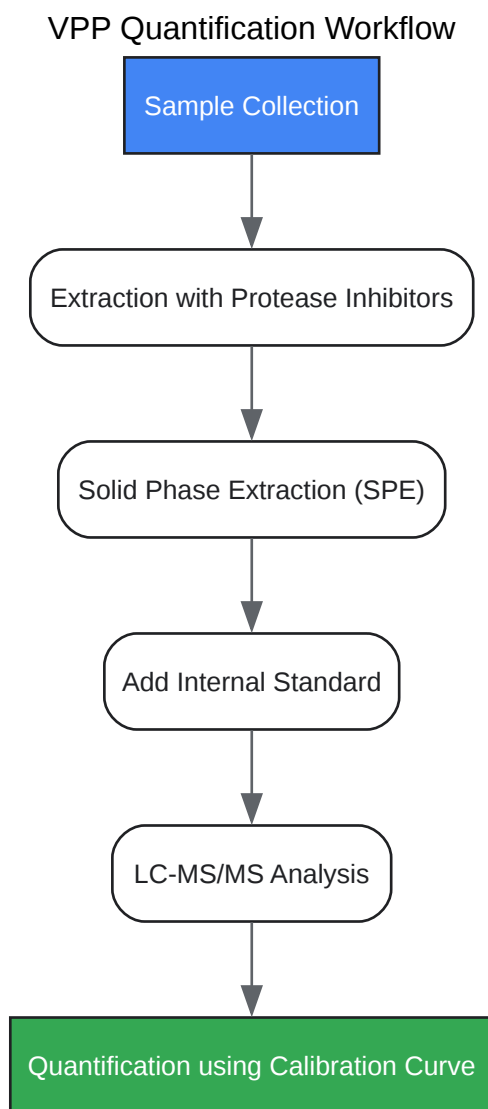 VPP Quantification Workflow
Sample Collection
Extraction with Protease Inhibitors
Solid Phase Extraction (SPE)
Add Internal Standard
LC-MS/MS Analysis
Quantification using Calibration Curve